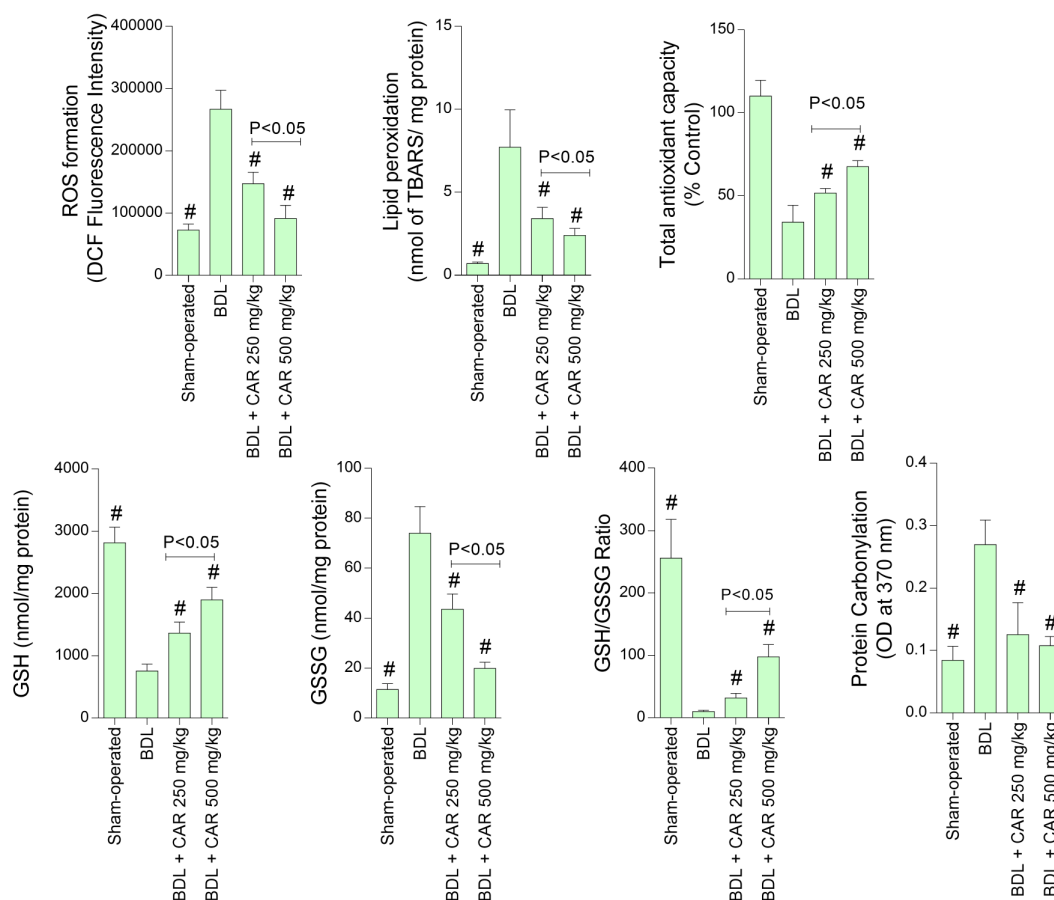 ROS formation
(DCF Fluorescence Intensity)
400000
300000
200000
100000
0
#
#
#
P<0.05
Sham-operated
BDL
BDL + CAR 250 mg/kg
BDL + CAR 500 mg/kg
Lipid peroxidation
(nmol of TBARS/ mg protein)
15
10
5
0
#
#
#
P<0.05
Sham-operated
BDL
BDL + CAR 250 mg/kg
BDL + CAR 500 mg/kg
Total antioxidant capacity
(% Control)
150
100
50
0
P<0.05
#
#
Sham-operated
BDL
BDL + CAR 250 mg/kg
BDL + CAR 500 mg/kg
GSH (nmol/mg protein)
4000
3000
2000
1000
0
#
P<0.05
#
#
Sham-operated
BDL
BDL + CAR 250 mg/kg
BDL + CAR 500 mg/kg
GSSG (nmol/mg protein)
100
80
60
40
20
0
#
P<0.05
#
#
Sham-operated
BDL
BDL + CAR 250 mg/kg
BDL + CAR 500 mg/kg
GSH/GSSG Ratio
400
300
200
100
0
#
P<0.05
#
#
Sham-operated
BDL
BDL + CAR 250 mg/kg
BDL + CAR 500 mg/kg
Protein Carbonylation
(OD at 370 nm)
0.4
0.3
0.2
0.1
0.0
#
#
#
Sham-operated
BDL
BDL + CAR 250 mg/kg
BDL + CAR 500 mg/kg